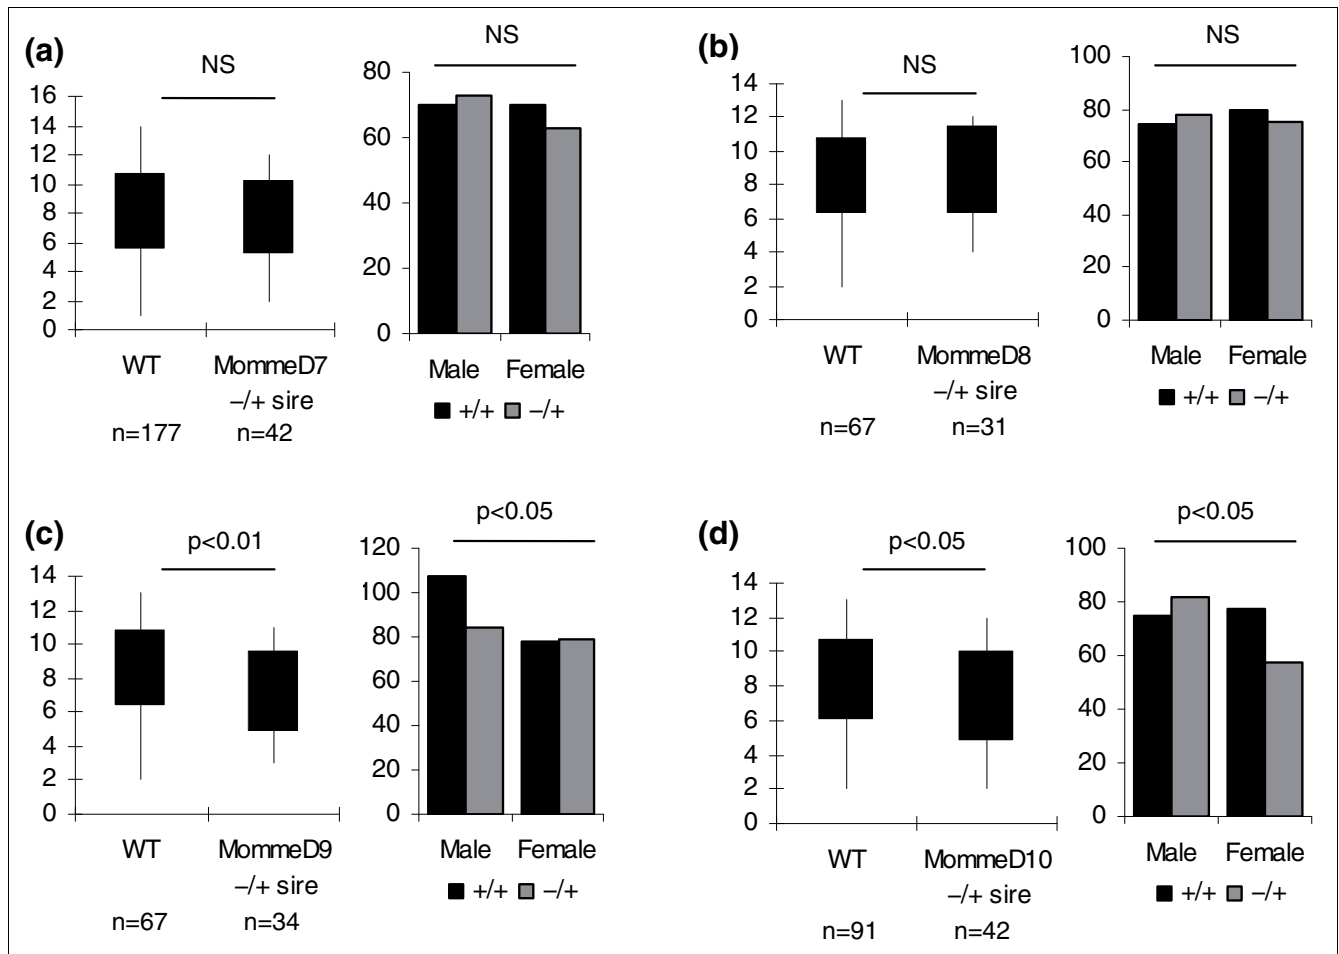 (a)
NS
16
14
12
10
8
6
4
2
0
WT
MommeD7
–/+ sire
n=177
n=42
NS
80
60
40
20
0
Male
Female
+/+
–/+
(b)
NS
14
12
10
8
6
4
2
0
WT
MommeD8
–/+ sire
n=67
n=31
NS
100
80
60
40
20
0
Male
Female
+/+
–/+
(c)
p<0.01
14
12
10
8
6
4
2
0
WT
MommeD9
–/+ sire
n=67
n=34
p<0.05
120
100
80
60
40
20
0
Male
Female
+/+
–/+
(d)
p<0.05
14
12
10
8
6
4
2
0
WT
MommeD10
–/+ sire
n=91
n=42
p<0.05
100
80
60
40
20
0
Male
Female
+/+
–/+